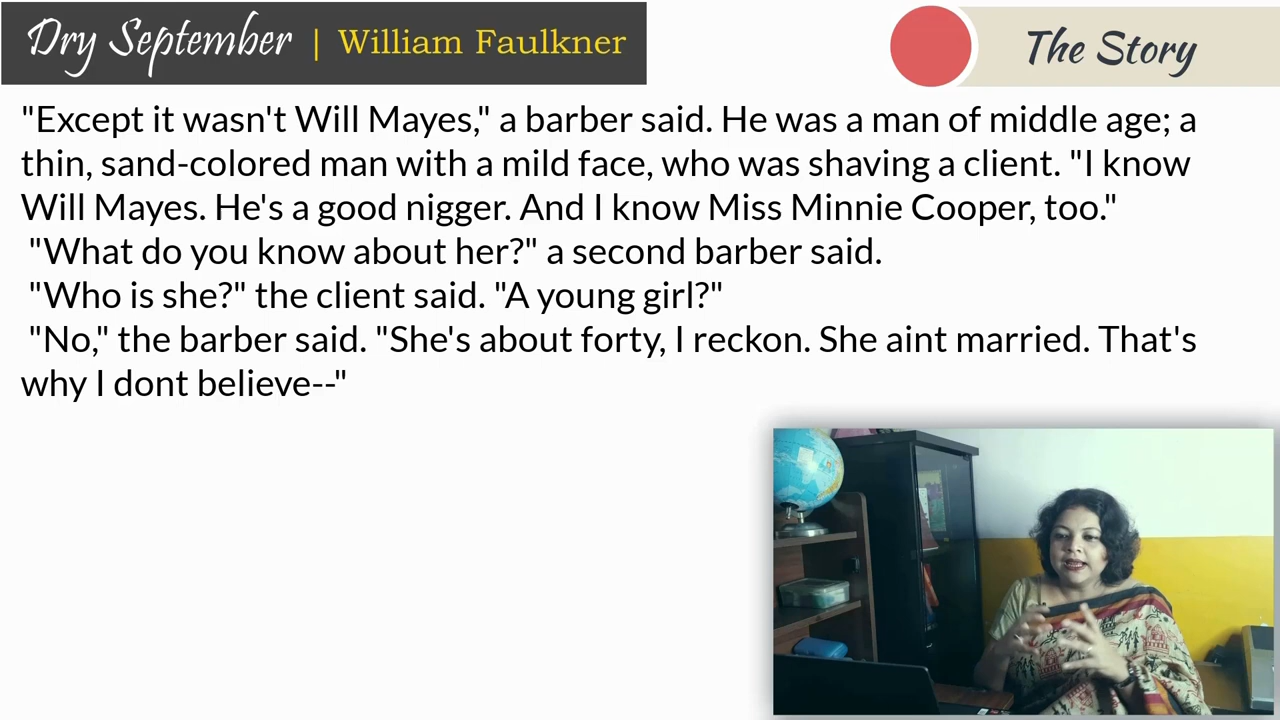 Dry September | William Faulkner
The Story
"Except it wasn't Will Mayes," a barber said. He was a man of middle age; a
thin, sand-colored man with a mild face, who was shaving a client. "I know
Will Mayes. He's a good nigger. And I know Miss Minnie Cooper, too."
"What do you know about her?" a second barber said.
"Who is she?" the client said. "A young girl?"
"No," the barber said. "She's about forty, I reckon. She aint married. That's
why I dont believe--"